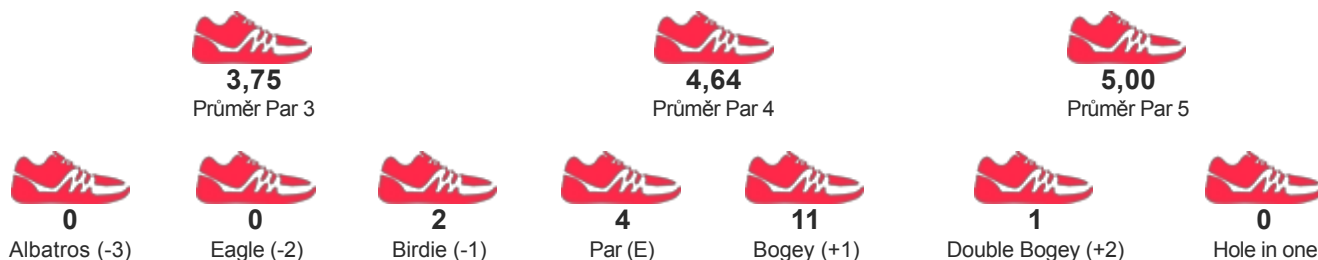 3,75
Průměr Par 3
4,64
Průměr Par 4
5,00
Průměr Par 5
0
Albatros (-3)
0
Eagle (-2)
2
Birdie (-1)
4
Par (E)
11
Bogey (+1)
1
Double Bogey (+2)
0
Hole in one